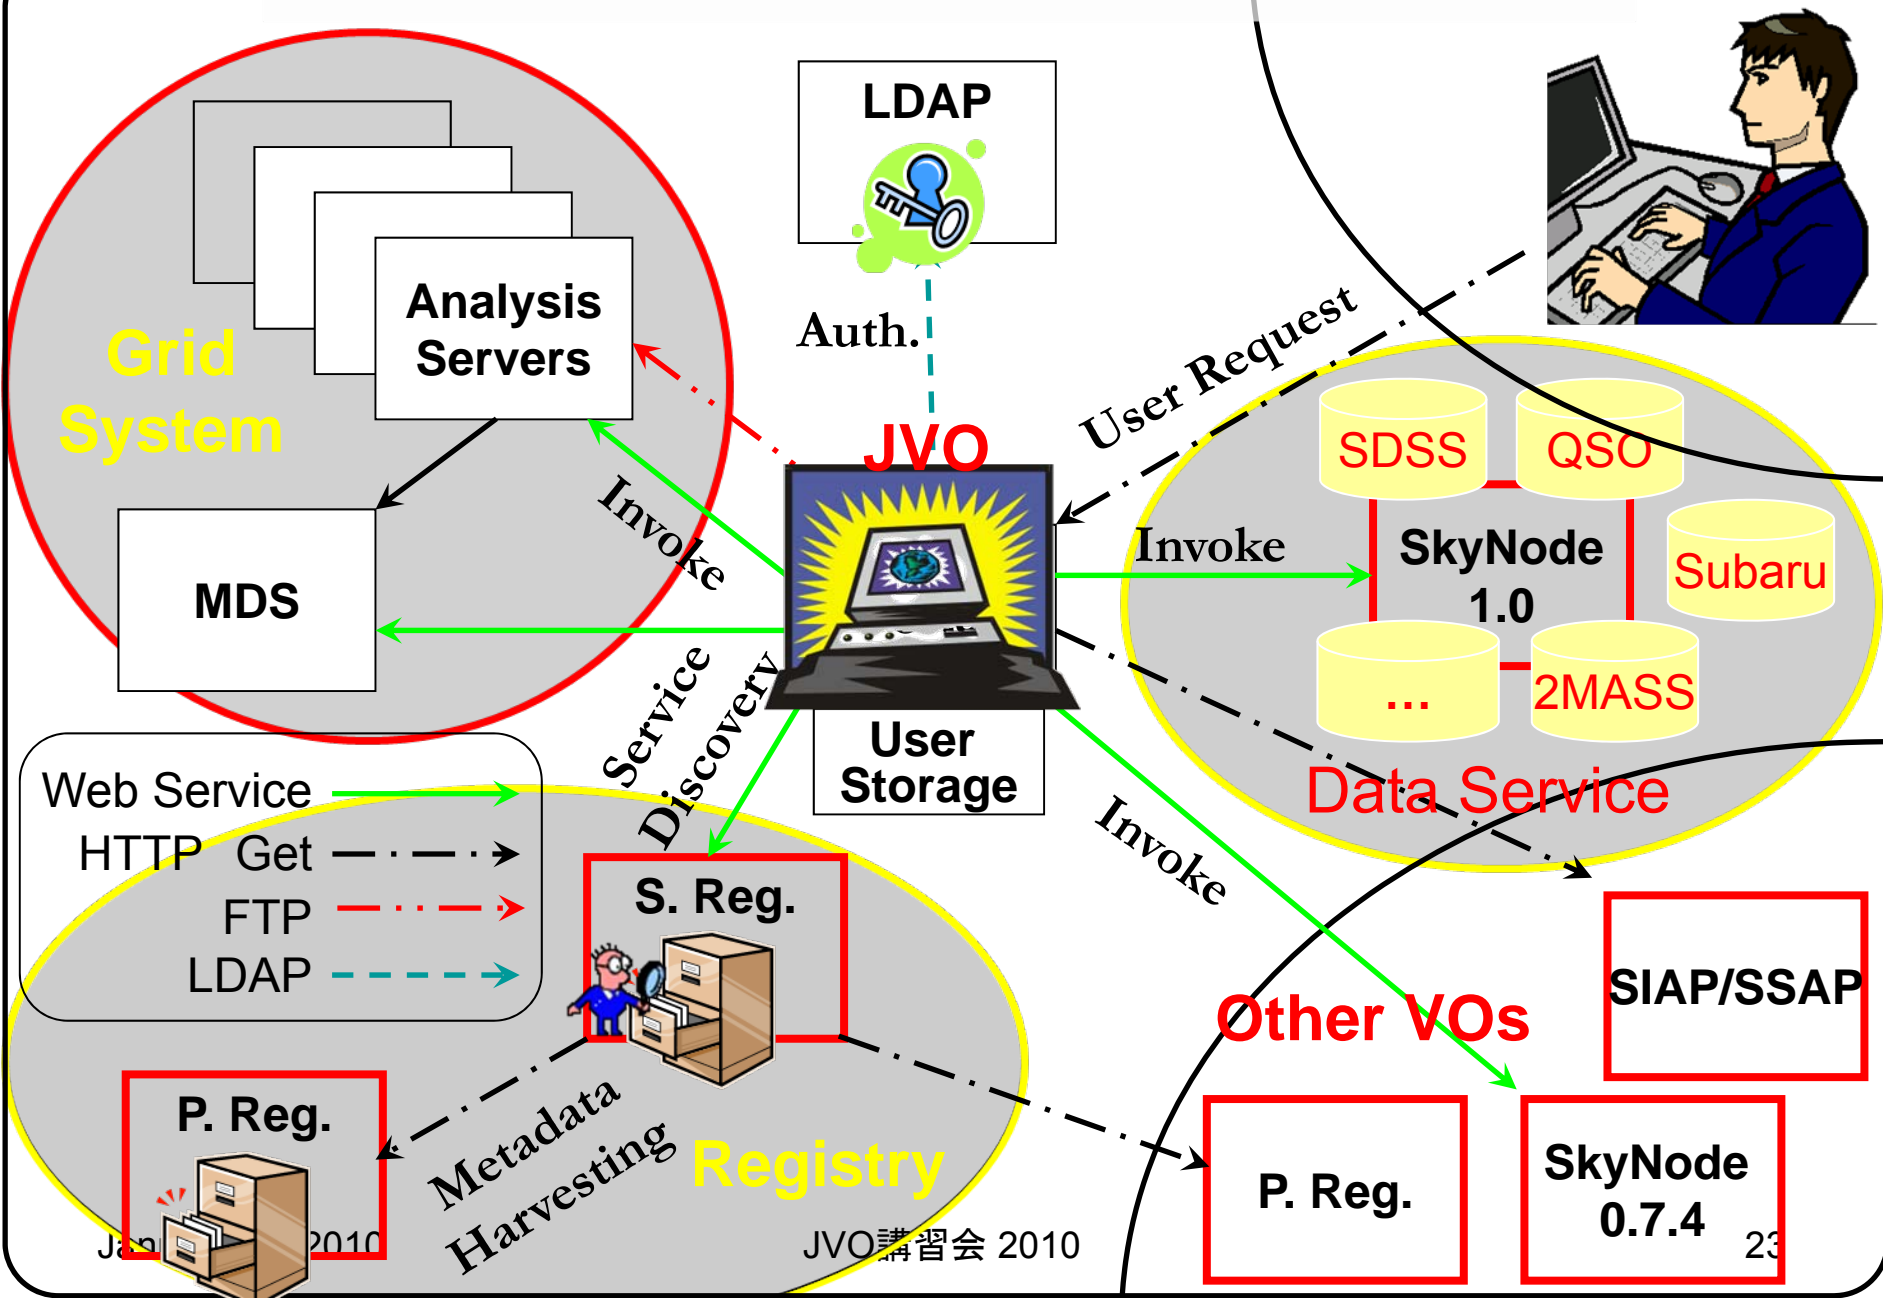 LDAP
Analysis
Servers
Grid
System
Auth.
User Request
JVO
Invoke
MDS
Invoke
SDSS
QSO
SkyNode
1.0
Subaru
...
2MASS
Data Service
Service
Discovery
User
Storage
Invoke
Web Service
HTTP Get
FTP
LDAP
S. Reg.
P. Reg.
Metadata
Harvesting
Registry
Other VOs
SIAP/SSAP
P. Reg.
SkyNode
0.7.4
2010
JVO講習会 2010
23